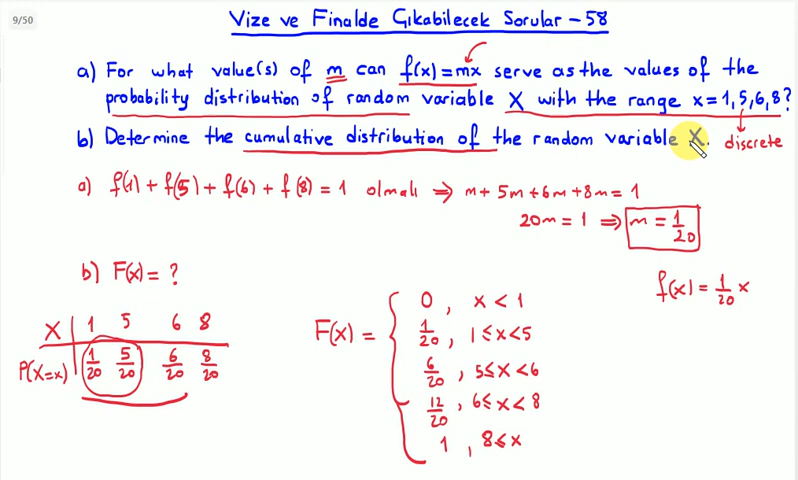 9/50
Vize ve Finalde Çıkabilecek Sorular - 58
a) For what value(s) of m can f(x) = mx serve as the values of the
probability distribution of random variable X with the range x = 1, 5, 6, 8?
b) Determine the cumulative distribution of the random variable X. discrete
a) f(1) + f(5) + f(6) + f(8) = 1 olmalı ⇒ m + 5m + 6m + 8m = 1
20m = 1 ⇒ m = 1/20
f(x) = 1/20 x
b) F(x) = ?
X 1 5 6 8
P(X=x) 1/20 5/20 6/20 8/20
F(x) =
0 , x < 1
1/20 , 1 ≤ x < 5
6/20 , 5 ≤ x < 6
12/20 , 6 ≤ x < 8
1 , 8 ≤ x